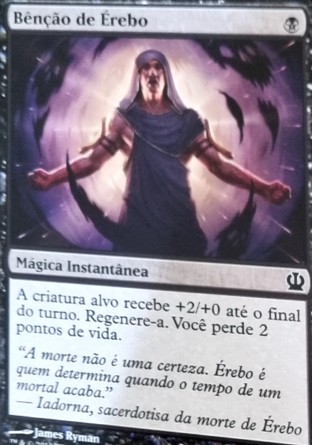 Bênção de Érebo
Mágica Instantânea
A criatura alvo recebe +2/+0 até o final
do turno. Regenere-a. Você perde 2
pontos de vida.
“A morte não é uma certeza. Érebo é
quem determina quando o tempo de um
mortal acaba.”
— Iadorna, sacerdotisa da morte de Érebo
James Ryman